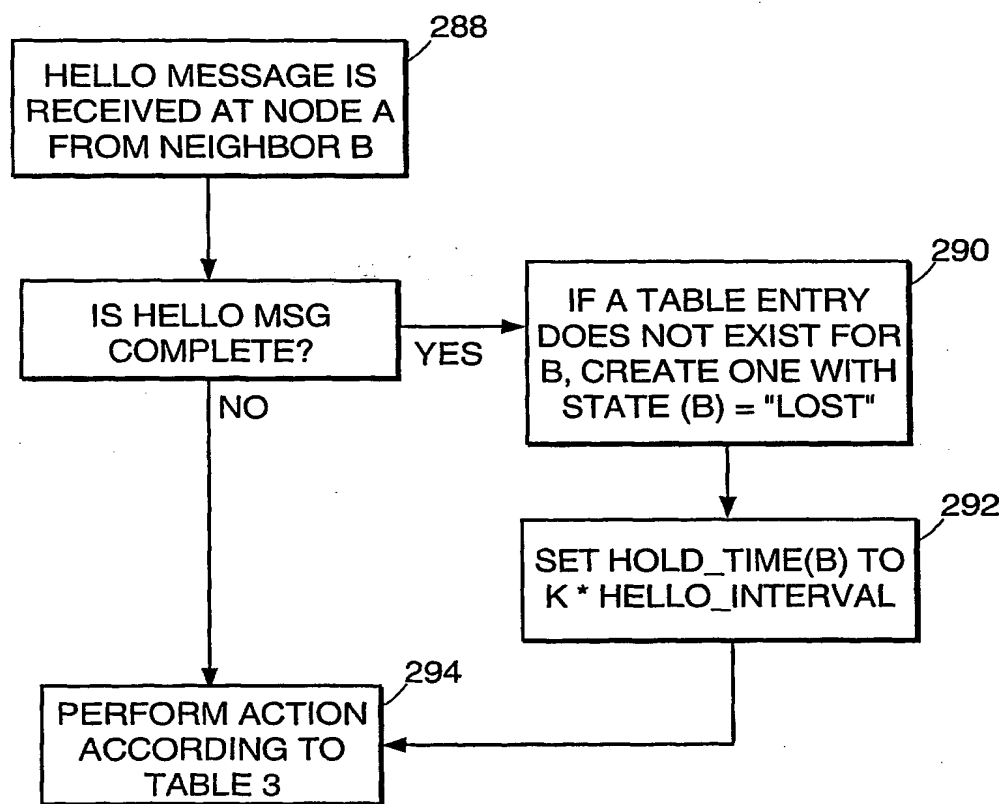 288
HELLO MESSAGE IS
RECEIVED AT NODE A
FROM NEIGHBOR B
IS HELLO MSG
COMPLETE?
YES
NO
290
IF A TABLE ENTRY
DOES NOT EXIST FOR
B, CREATE ONE WITH
STATE (B) = "LOST"
292
SET HOLD_TIME(B) TO
K * HELLO_INTERVAL
294
PERFORM ACTION
ACCORDING TO
TABLE 3